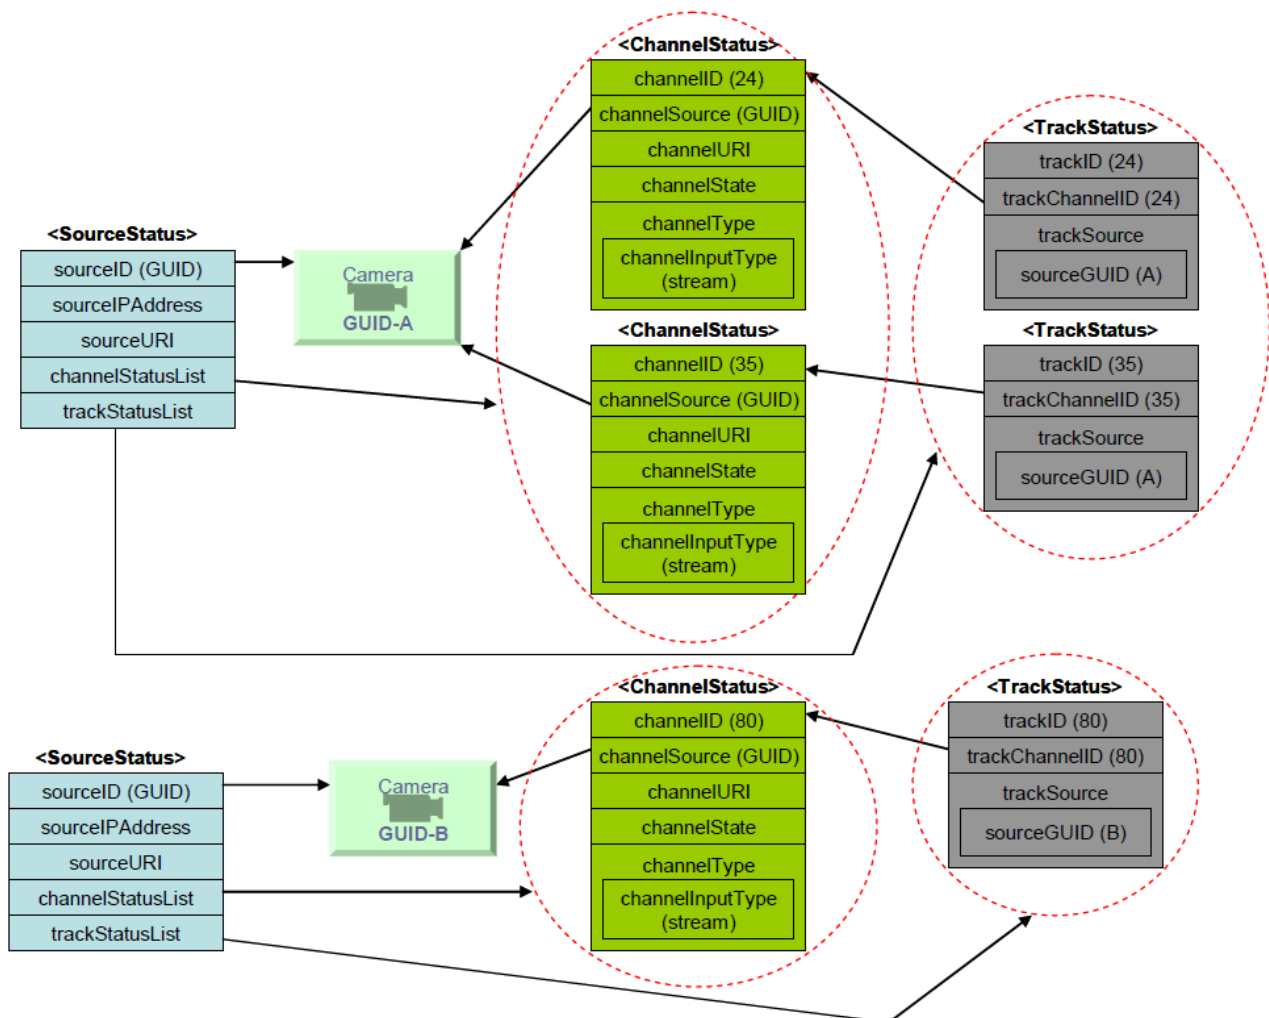 <ChannelStatus>
channelID (24)
channelSource (GUID)
channelURI
channelState
channelType
channelInputType
(stream)
<TrackStatus>
trackID (24)
trackChannelID (24)
trackSource
sourceGUID (A)
<SourceStatus>
sourceID (GUID)
sourceIPAddress
sourceURI
channelStatusList
trackStatusList
Camera
GUID-A
<ChannelStatus>
channelID (35)
channelSource (GUID)
channelURI
channelState
channelType
channelInputType
(stream)
<TrackStatus>
trackID (35)
trackChannelID (35)
trackSource
sourceGUID (A)
<SourceStatus>
sourceID (GUID)
sourceIPAddress
sourceURI
channelStatusList
trackStatusList
Camera
GUID-B
<ChannelStatus>
channelID (80)
channelSource (GUID)
channelURI
channelState
channelType
channelInputType
(stream)
<TrackStatus>
trackID (80)
trackChannelID (80)
trackSource
sourceGUID (B)